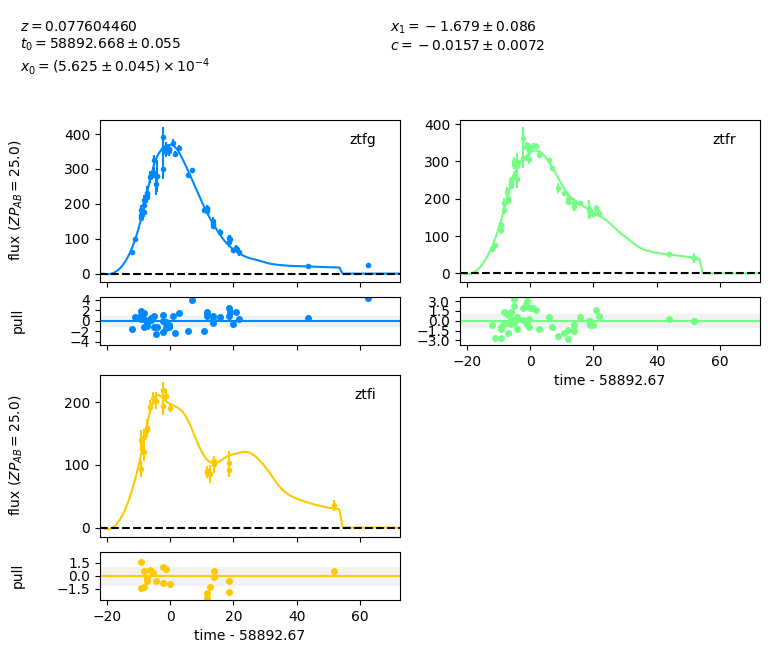 z = 0.077604460
t₀ = 58892.668 ± 0.055
x₀ = (5.625 ± 0.045) × 10⁻⁴
x₁ = −1.679 ± 0.086
c = −0.0157 ± 0.0072
ztfg
flux (ZP_AB = 25.0)
400
300
200
100
0
pull
4
2
0
−2
−4
ztfr
400
300
200
100
0
3.0
1.5
0.0
−1.5
−3.0
−20 0 20 40 60
time - 58892.67
ztfi
flux (ZP_AB = 25.0)
200
100
0
pull
1.5
0.0
−1.5
−20 0 20 40 60
time - 58892.67